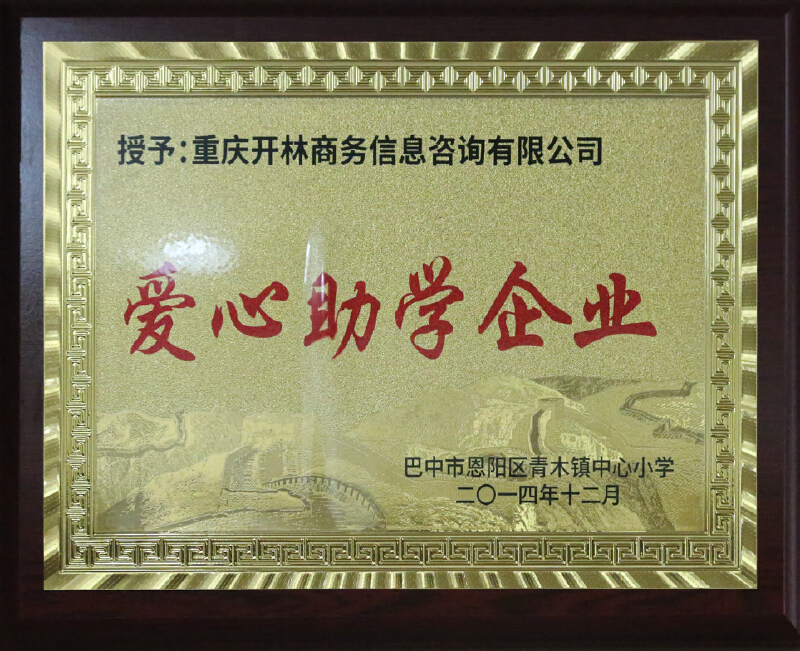 授予:重庆开林商务信息咨询有限公司
爱心助学企业
巴中市恩阳区青木镇中心小学
二〇一四年十二月